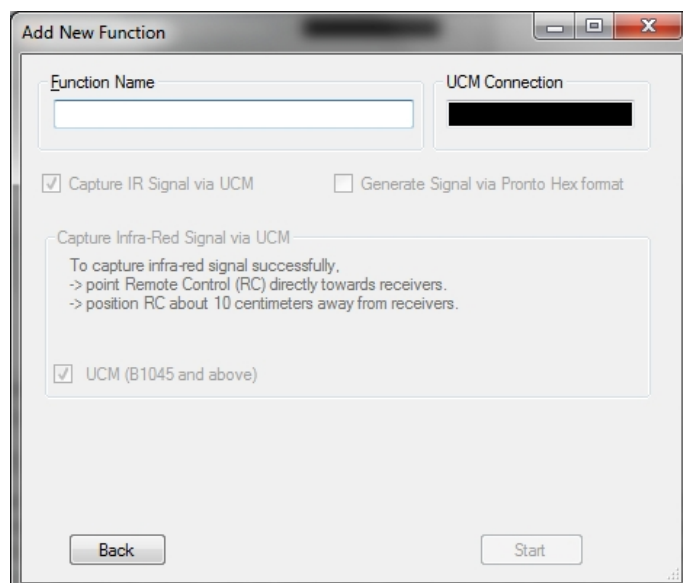 Add New Function
Function Name
UCM Connection
Capture IR Signal via UCM
Generate Signal via Pronto Hex format
Capture Infra-Red Signal via UCM
To capture infra-red signal successfully,
-> point Remote Control (RC) directly towards receivers.
-> position RC about 10 centimeters away from receivers.
UCM (B1045 and above)
Back
Start